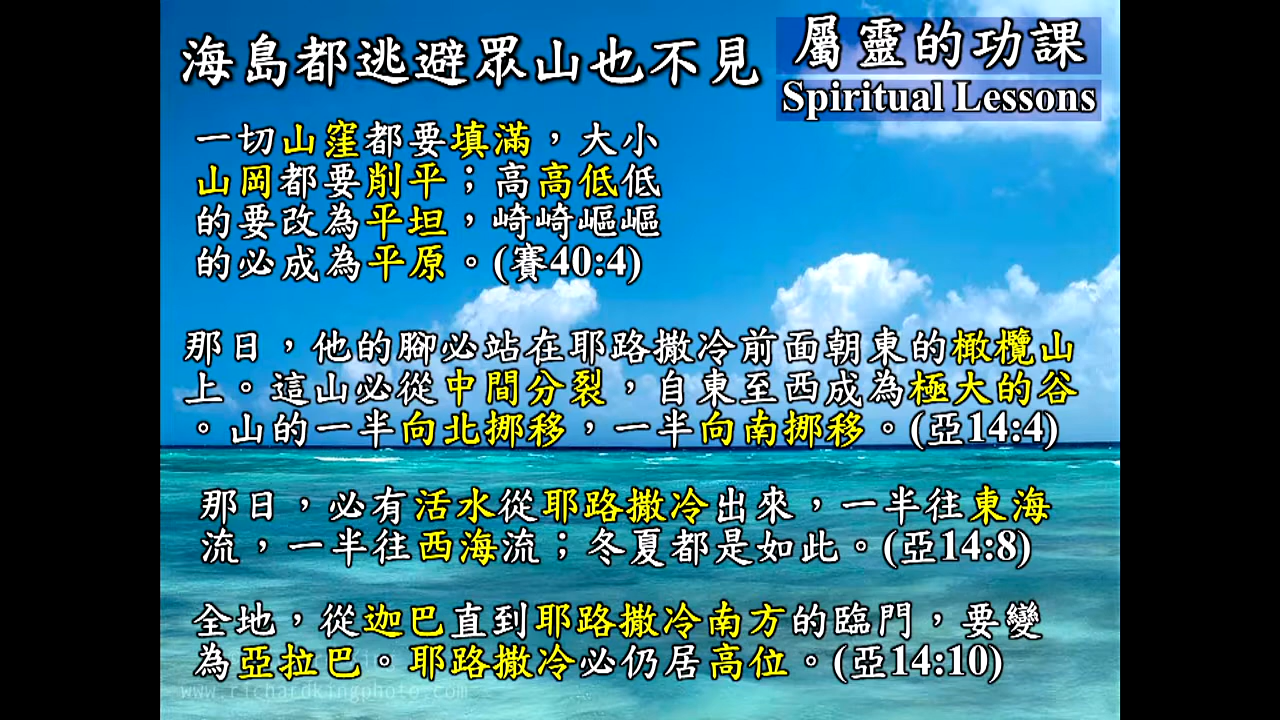 海島都逃避眾山也不見
屬靈的功課
Spiritual Lessons
一切山窪都要填滿，大小
山岡都要削平；高高低低
的要改為平坦，崎崎嶇嶇
的必成為平原。(賽40:4)
那日，他的腳必站在耶路撒冷前面朝東的橄欖山
上。這山必從中間分裂，自東至西成為極大的谷
。山的一半向北挪移，一半向南挪移。(亞14:4)
那日，必有活水從耶路撒冷出來，一半往東海
流，一半往西海流；冬夏都是如此。(亞14:8)
全地，從迦巴直到耶路撒冷南方的臨門，要變
為亞拉巴。耶路撒冷必仍居高位。(亞14:10)
www.richardkingphoto.com